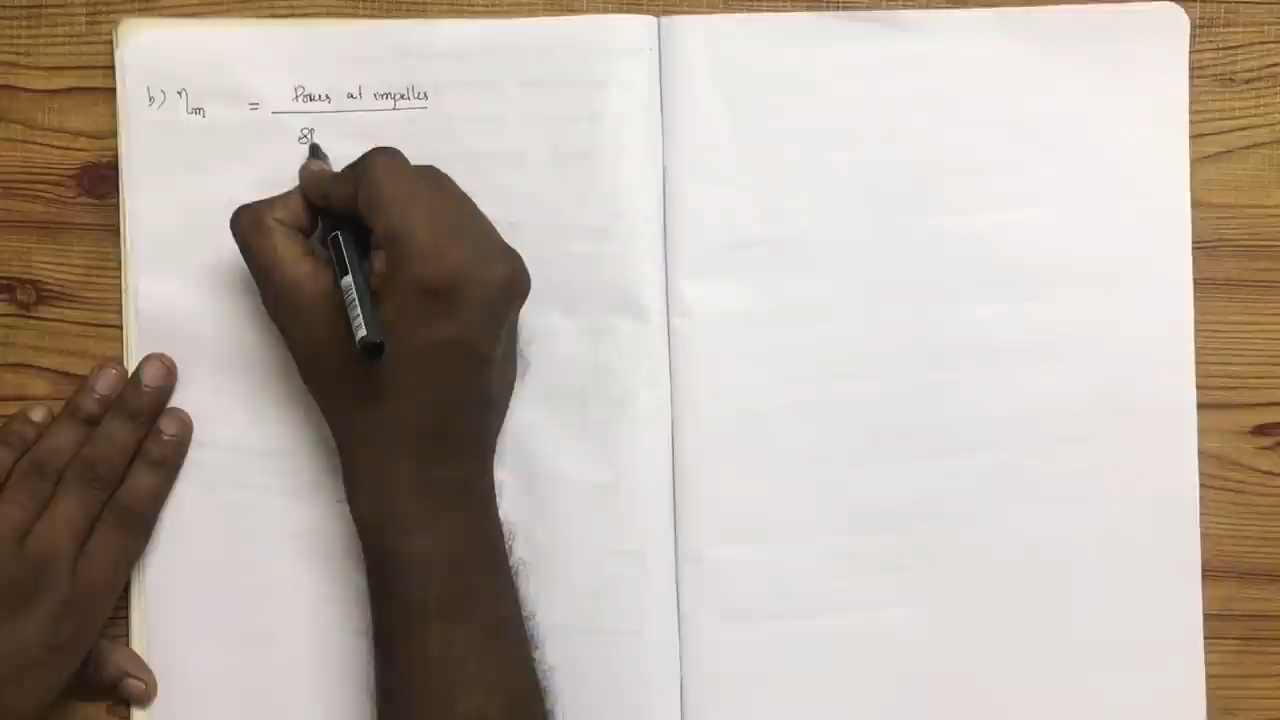 b) ηm = Power at impeller
S